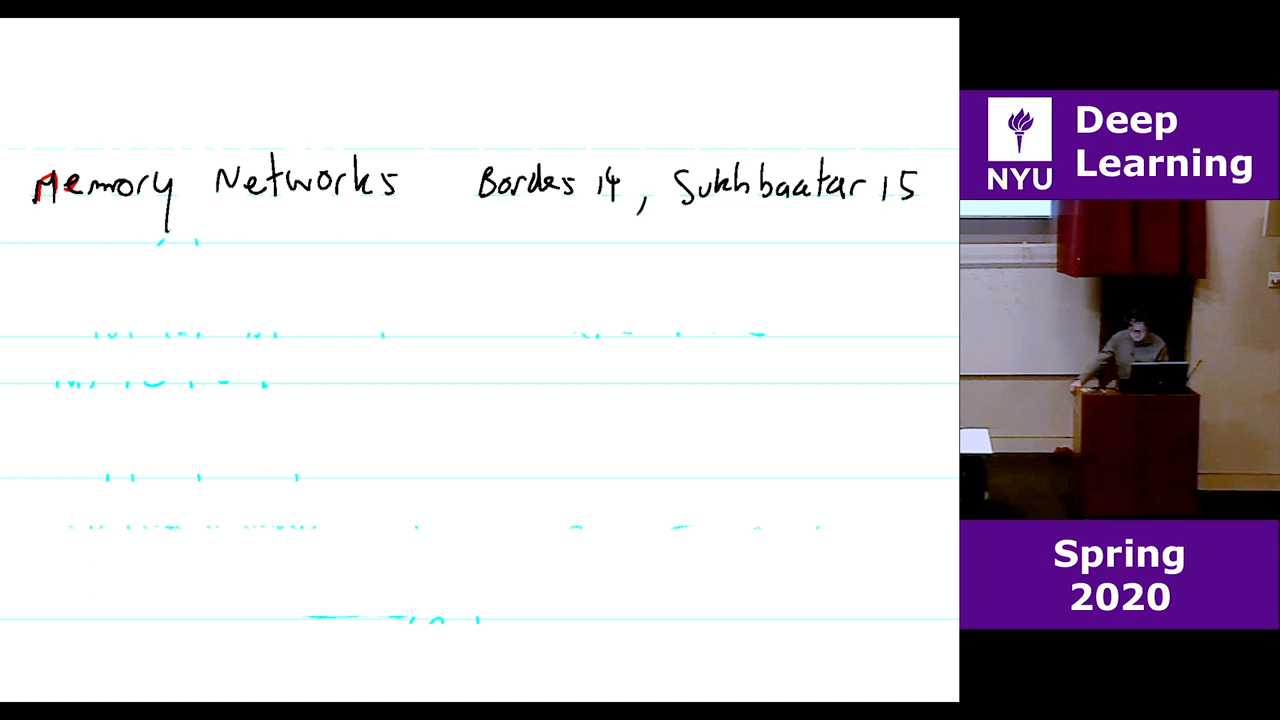 Memory Networks Bordes 14, Sukhbaatar 15
NYU
Deep
Learning
Spring
2020